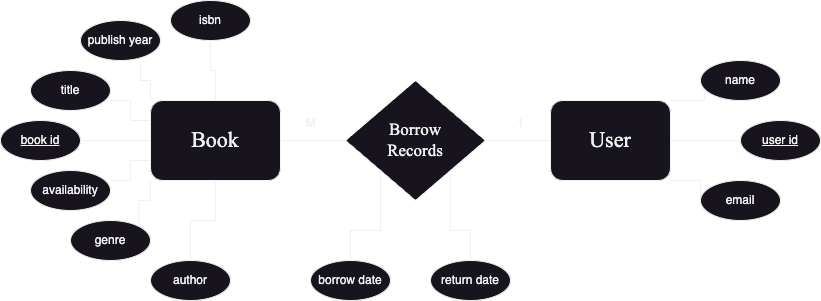 isbn
publish year
title
book id
availability
genre
author
Book
M
Borrow
Records
1
User
name
user id
email
borrow date
return date